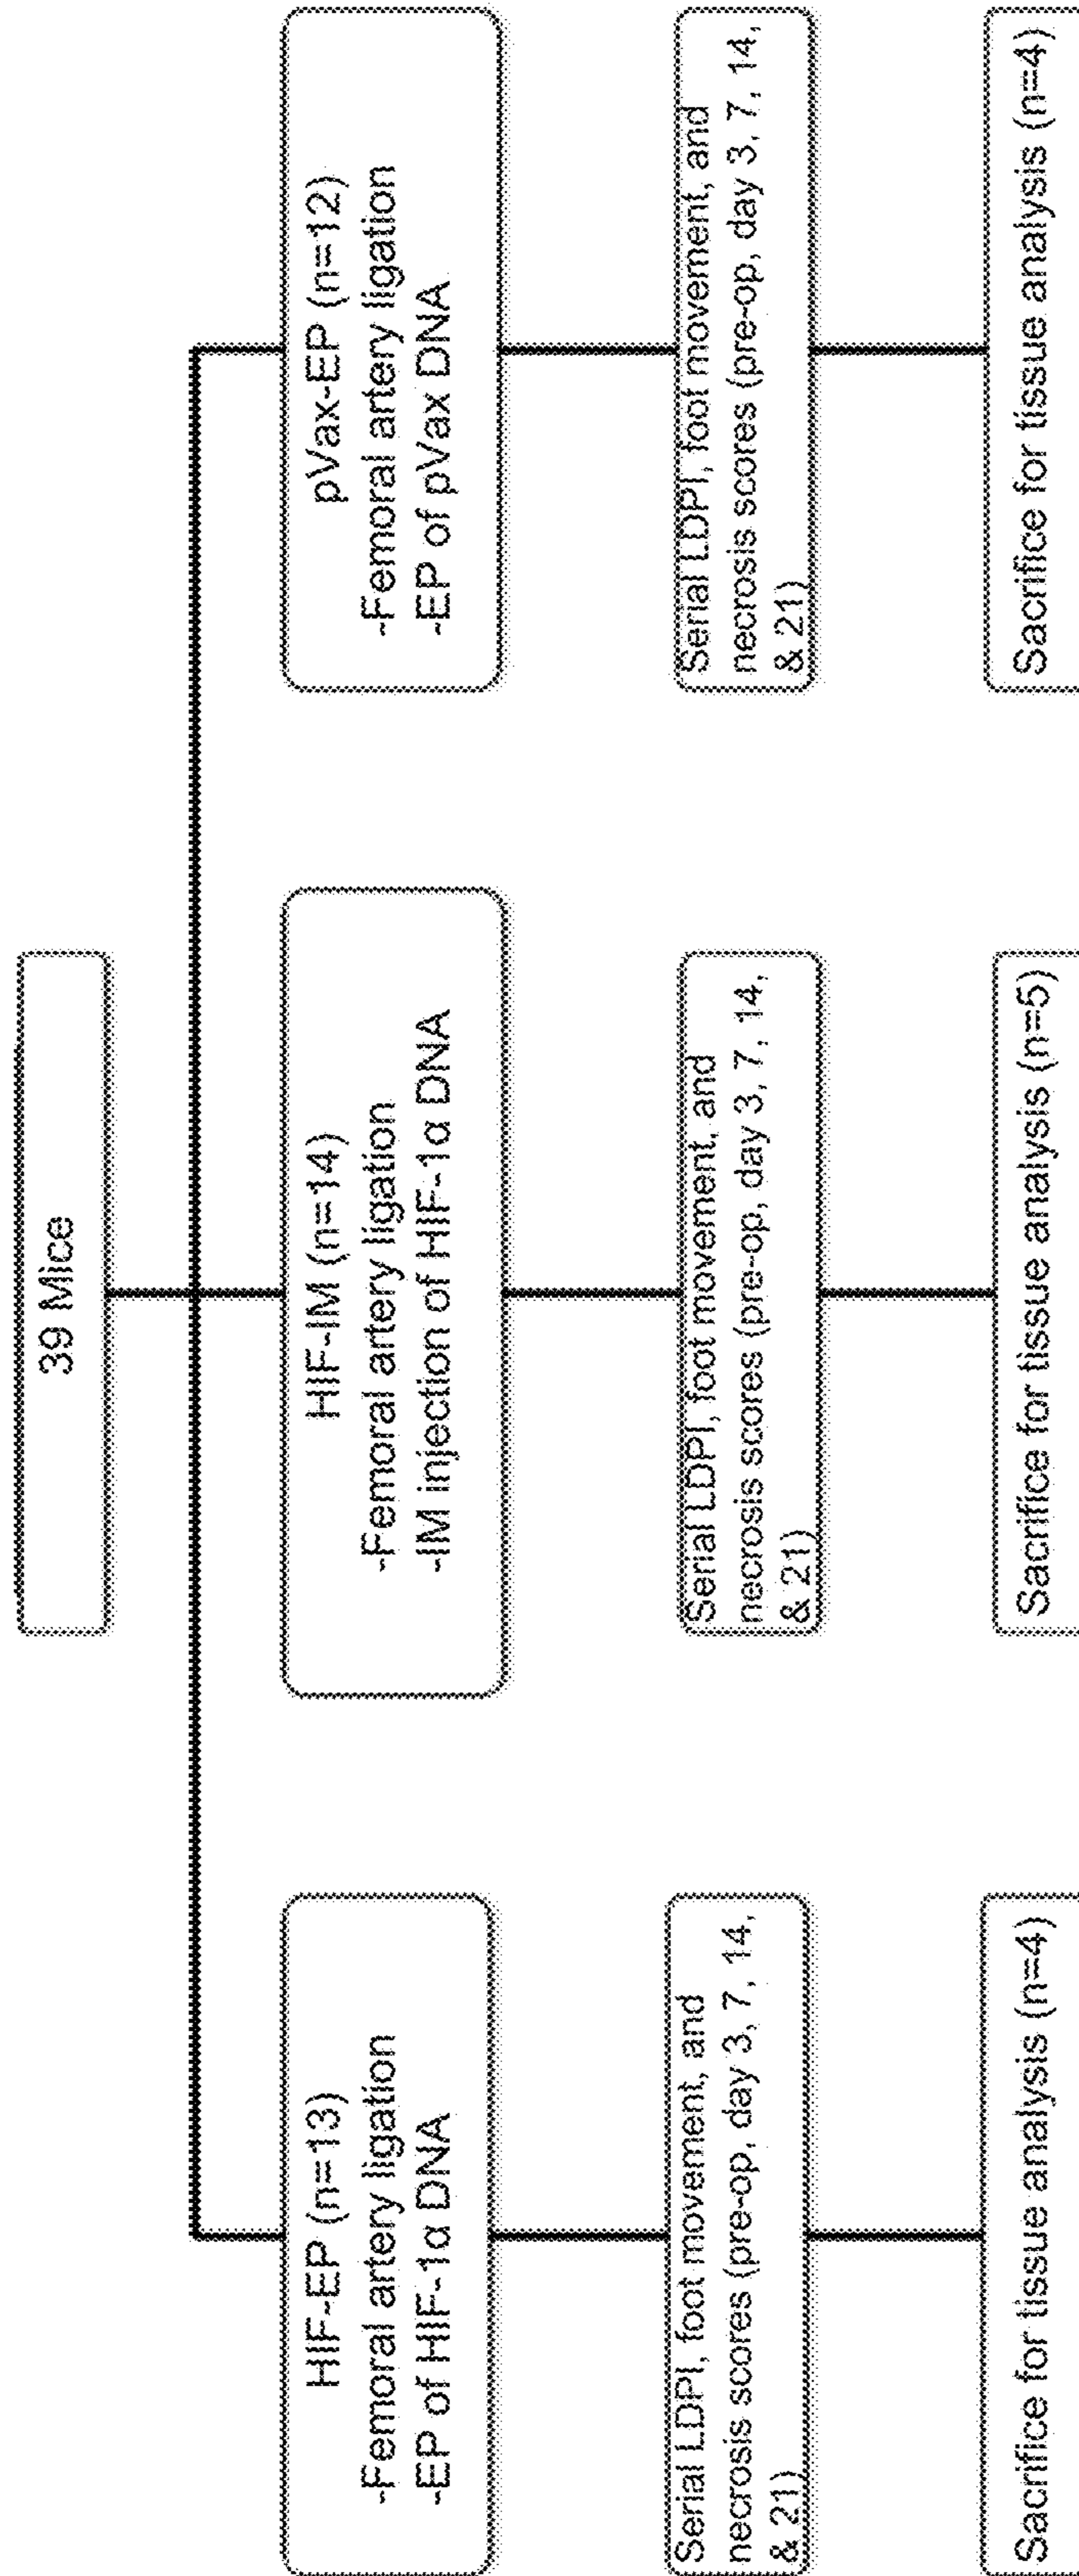 39 Mice
HIF-EP (n=13)
-Femoral artery ligation
-EP of HIF-1α DNA
HIF-IM (n=14)
-Femoral artery ligation
-IM injection of HIF-1α DNA
pVax-EP (n=12)
-Femoral artery ligation
-EP of pVax DNA
Serial LDPI, foot movement, and
necrosis scores (pre-op, day 3, 7, 14,
& 21)
Serial LDPI, foot movement, and
necrosis scores (pre-op, day 3, 7, 14,
& 21)
Serial LDPI, foot movement, and
necrosis scores (pre-op, day 3, 7, 14,
& 21)
Sacrifice for tissue analysis (n=4)
Sacrifice for tissue analysis (n=5)
Sacrifice for tissue analysis (n=4)